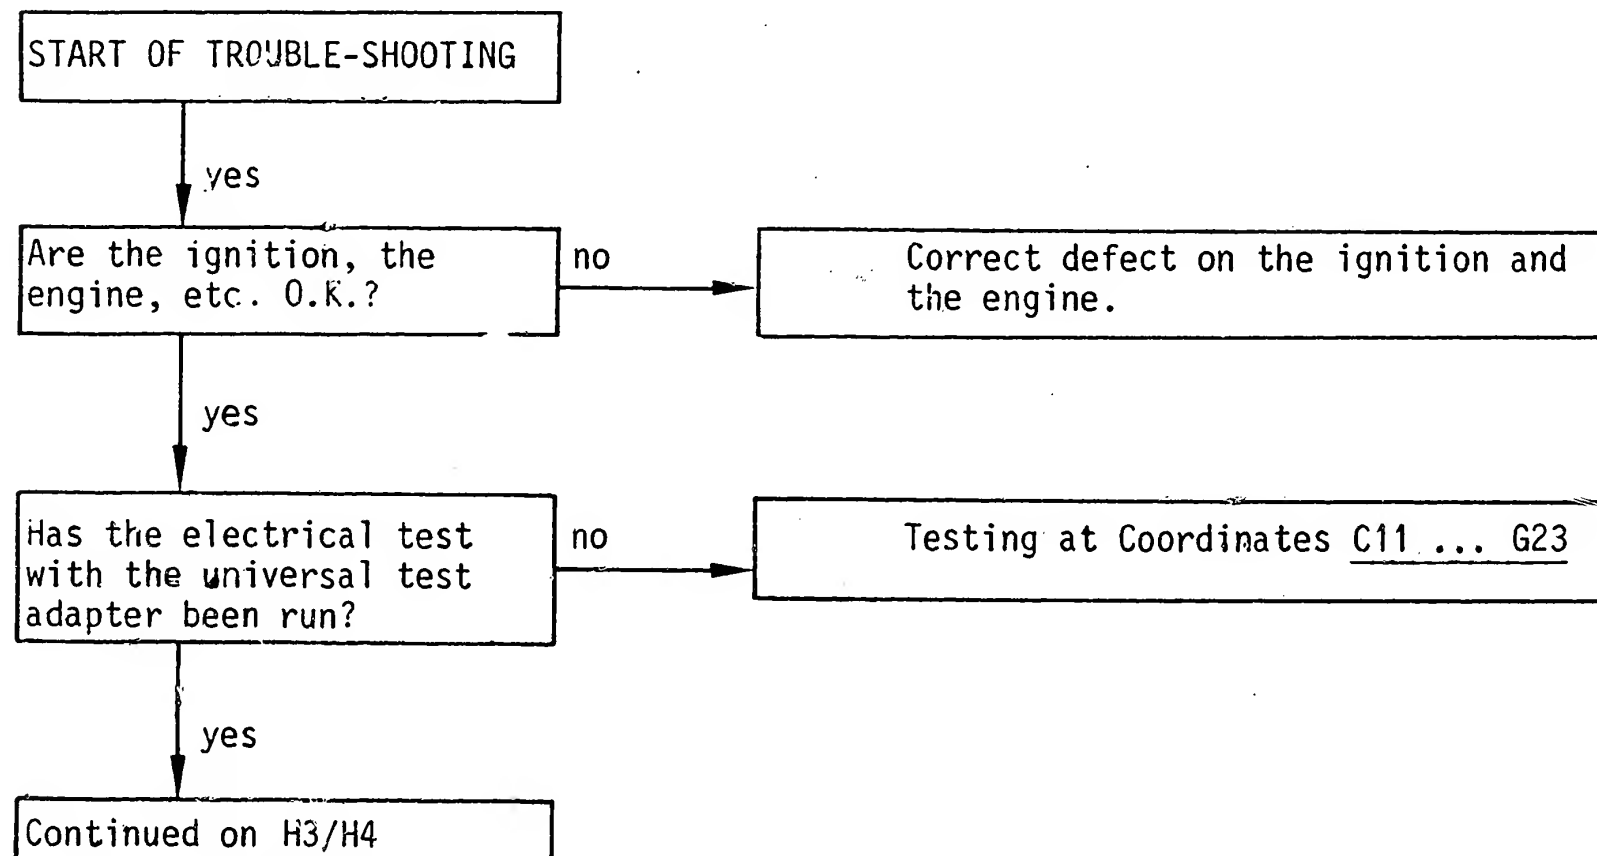 START OF TROUBLE-SHOOTING
yes
Are the ignition, the
engine, etc. O.K.?
no
Correct defect on the ignition and
the engine.
yes
Has the electrical test
with the universal test
adapter been run?
no
Testing at Coordinates C11 ... G23
yes
Continued on H3/H4